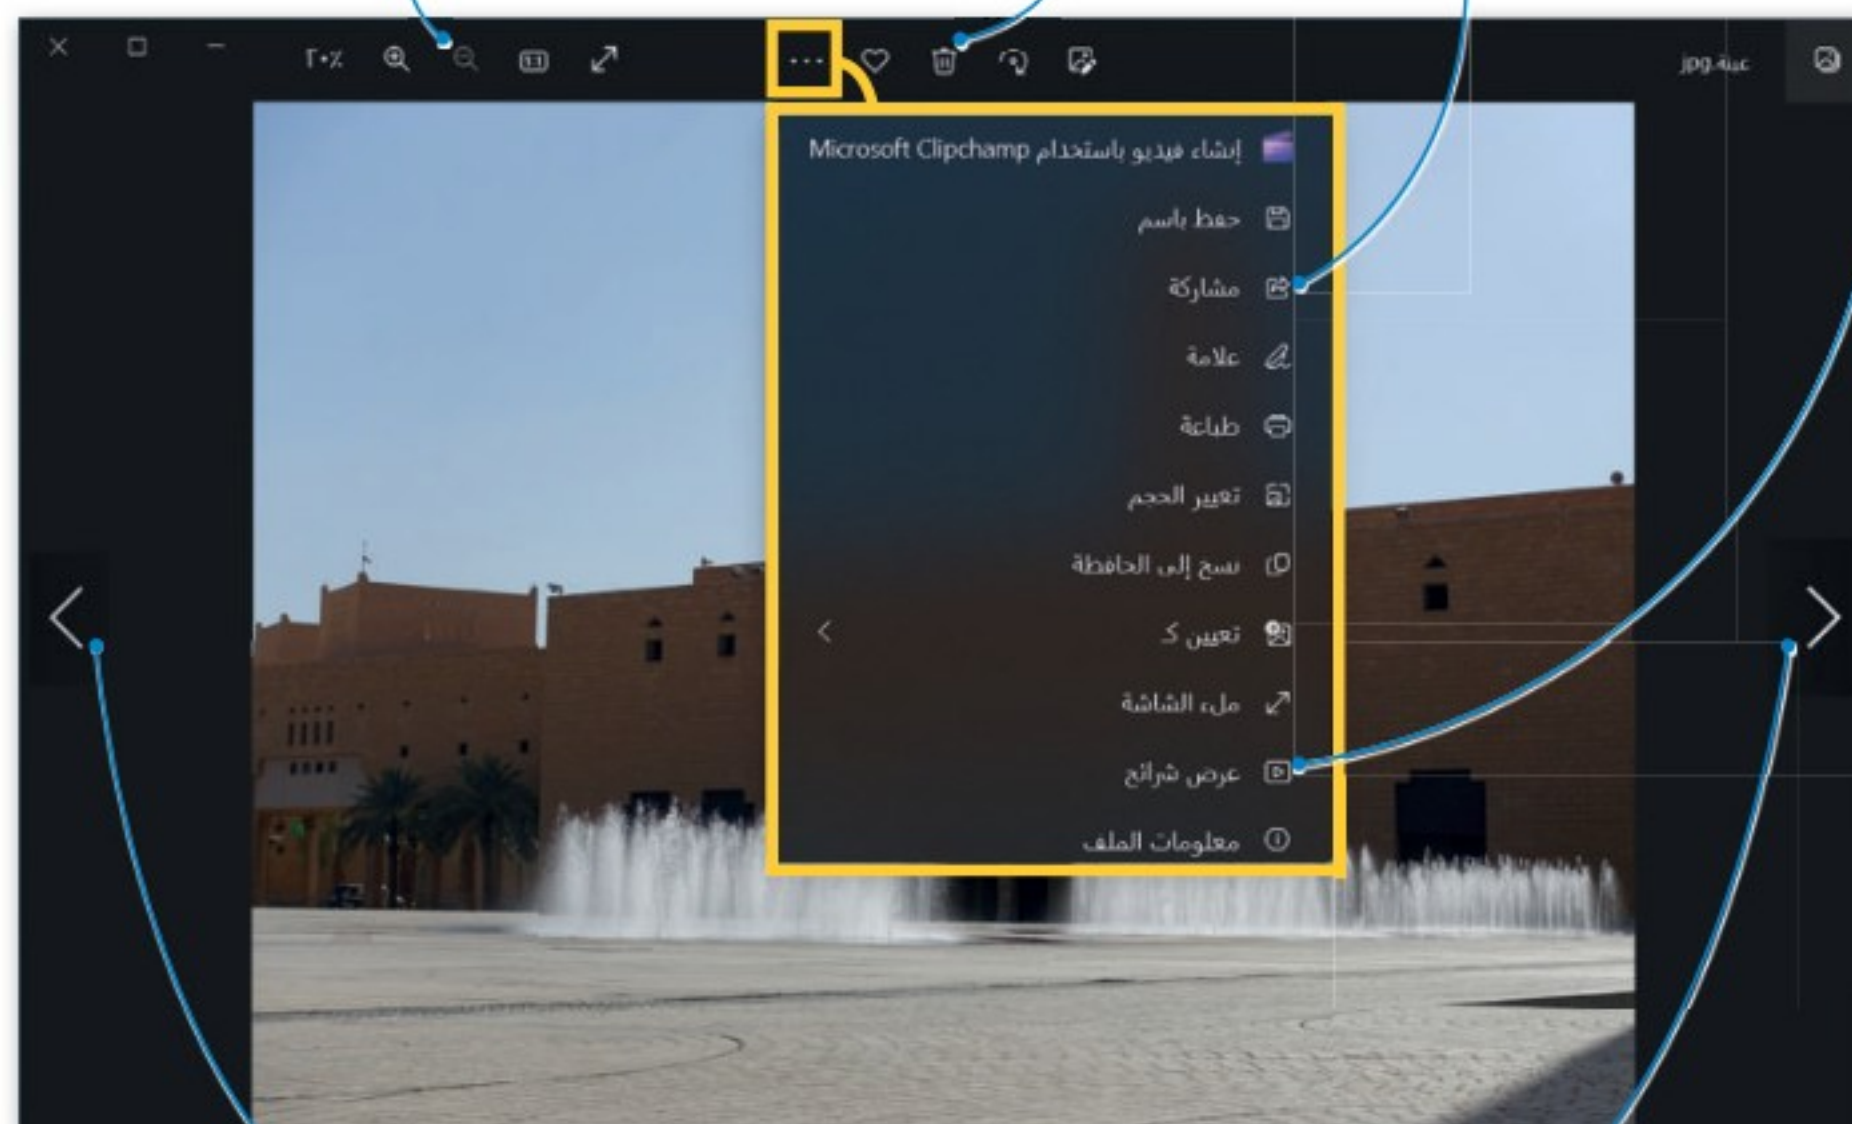 عينة.jpg
٢٠٪
إنشاء فيديو باستخدام Microsoft Clipchamp
حفظ باسم
مشاركة
علامة
طباعة
تغيير الحجم
نسخ إلى الحافظة
تعيين كـ
ملء الشاشة
عرض شرائح
معلومات الملف